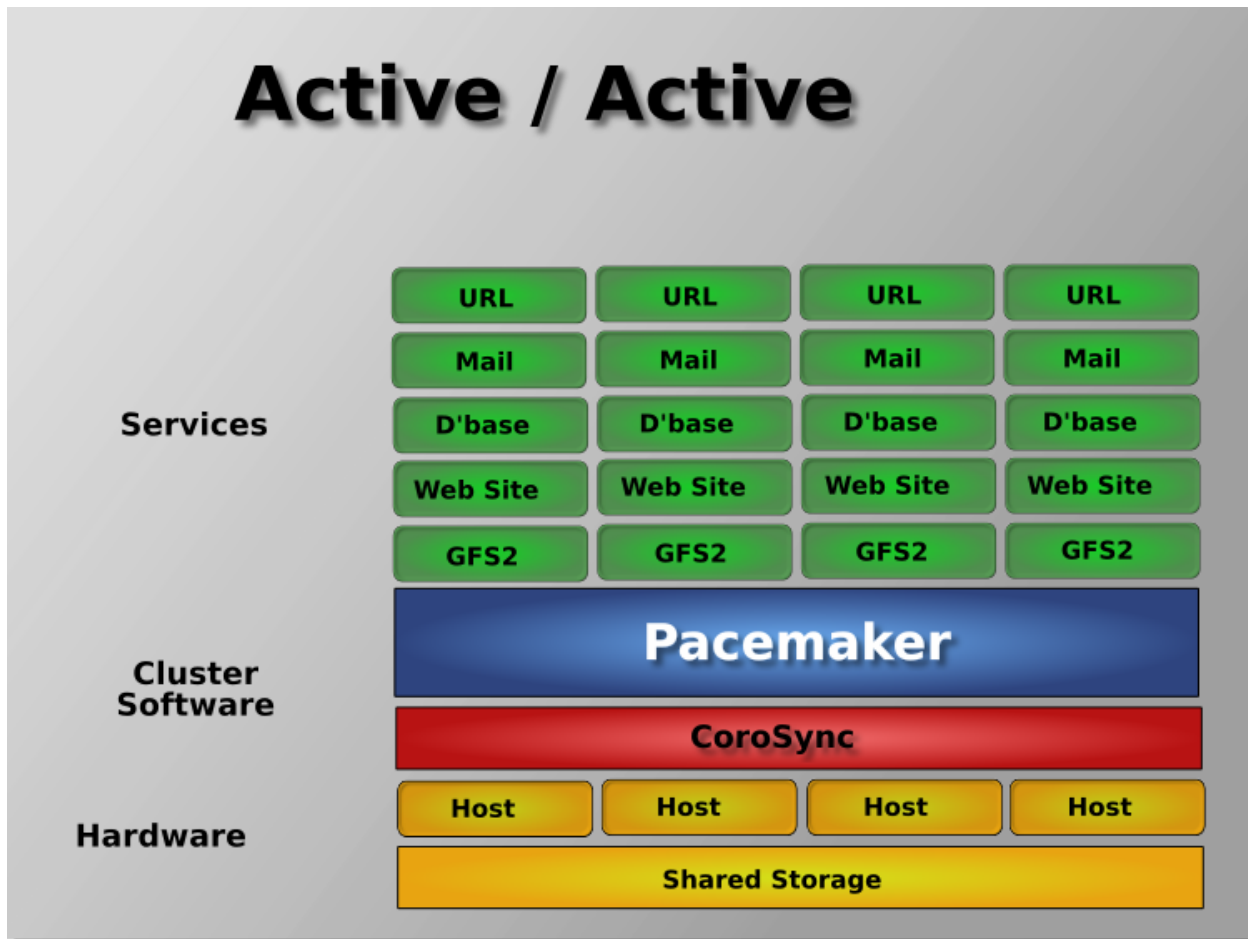 Active / Active
URL URL URL URL
Mail Mail Mail Mail
Services
D'base D'base D'base D'base
Web Site Web Site Web Site Web Site
GFS2 GFS2 GFS2 GFS2
Pacemaker
Cluster
Software
CoroSync
Host Host Host Host
Hardware
Shared Storage